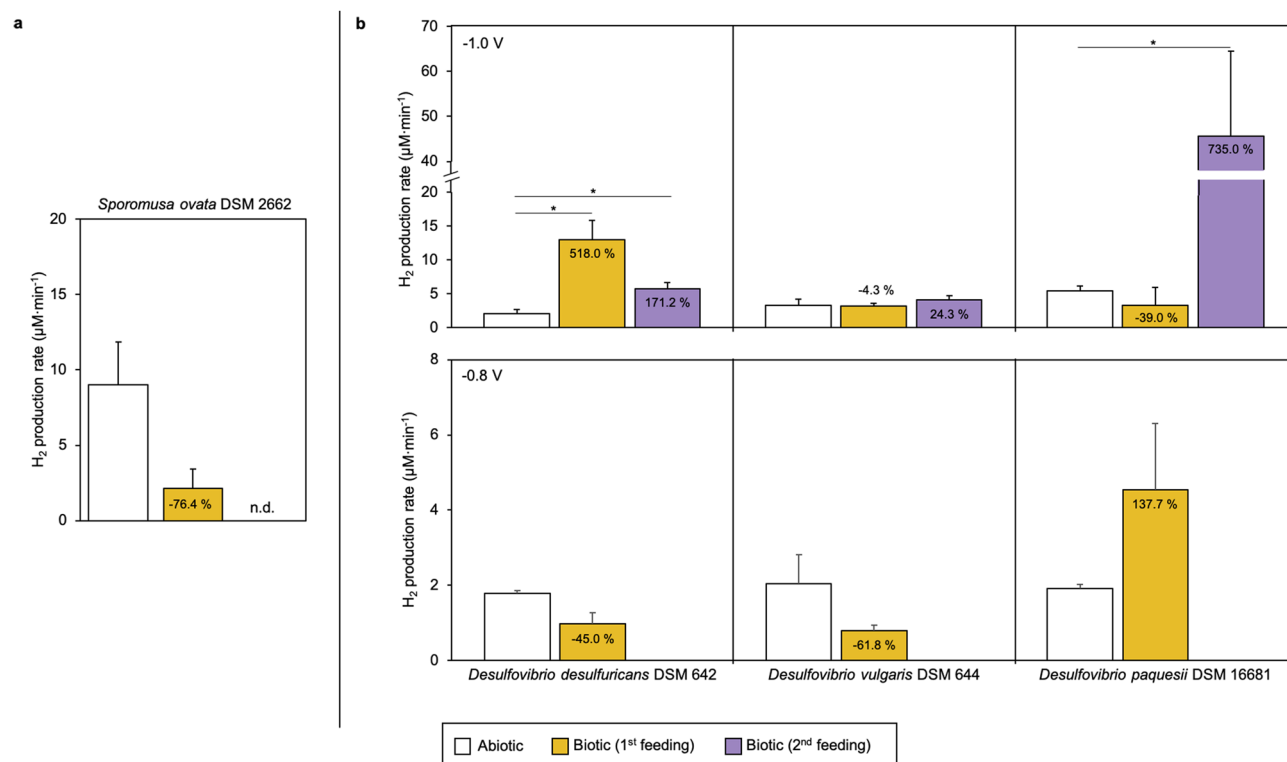 a
Sporomusa ovata DSM 2662
H₂ production rate (µM·min⁻¹)
20
15
10
5
0
-76.4 %
n.d.
b
-1.0 V
H₂ production rate (µM·min⁻¹)
70
60
50
40
20
15
10
5
0
*
*
518.0 %
171.2 %
-4.3 %
24.3 %
*
-39.0 %
735.0 %
-0.8 V
H₂ production rate (µM·min⁻¹)
8
6
4
2
0
-45.0 %
-61.8 %
137.7 %
Desulfovibrio desulfuricans DSM 642
Desulfovibrio vulgaris DSM 644
Desulfovibrio paquesii DSM 16681
Abiotic
Biotic (1ˢᵗ feeding)
Biotic (2ⁿᵈ feeding)